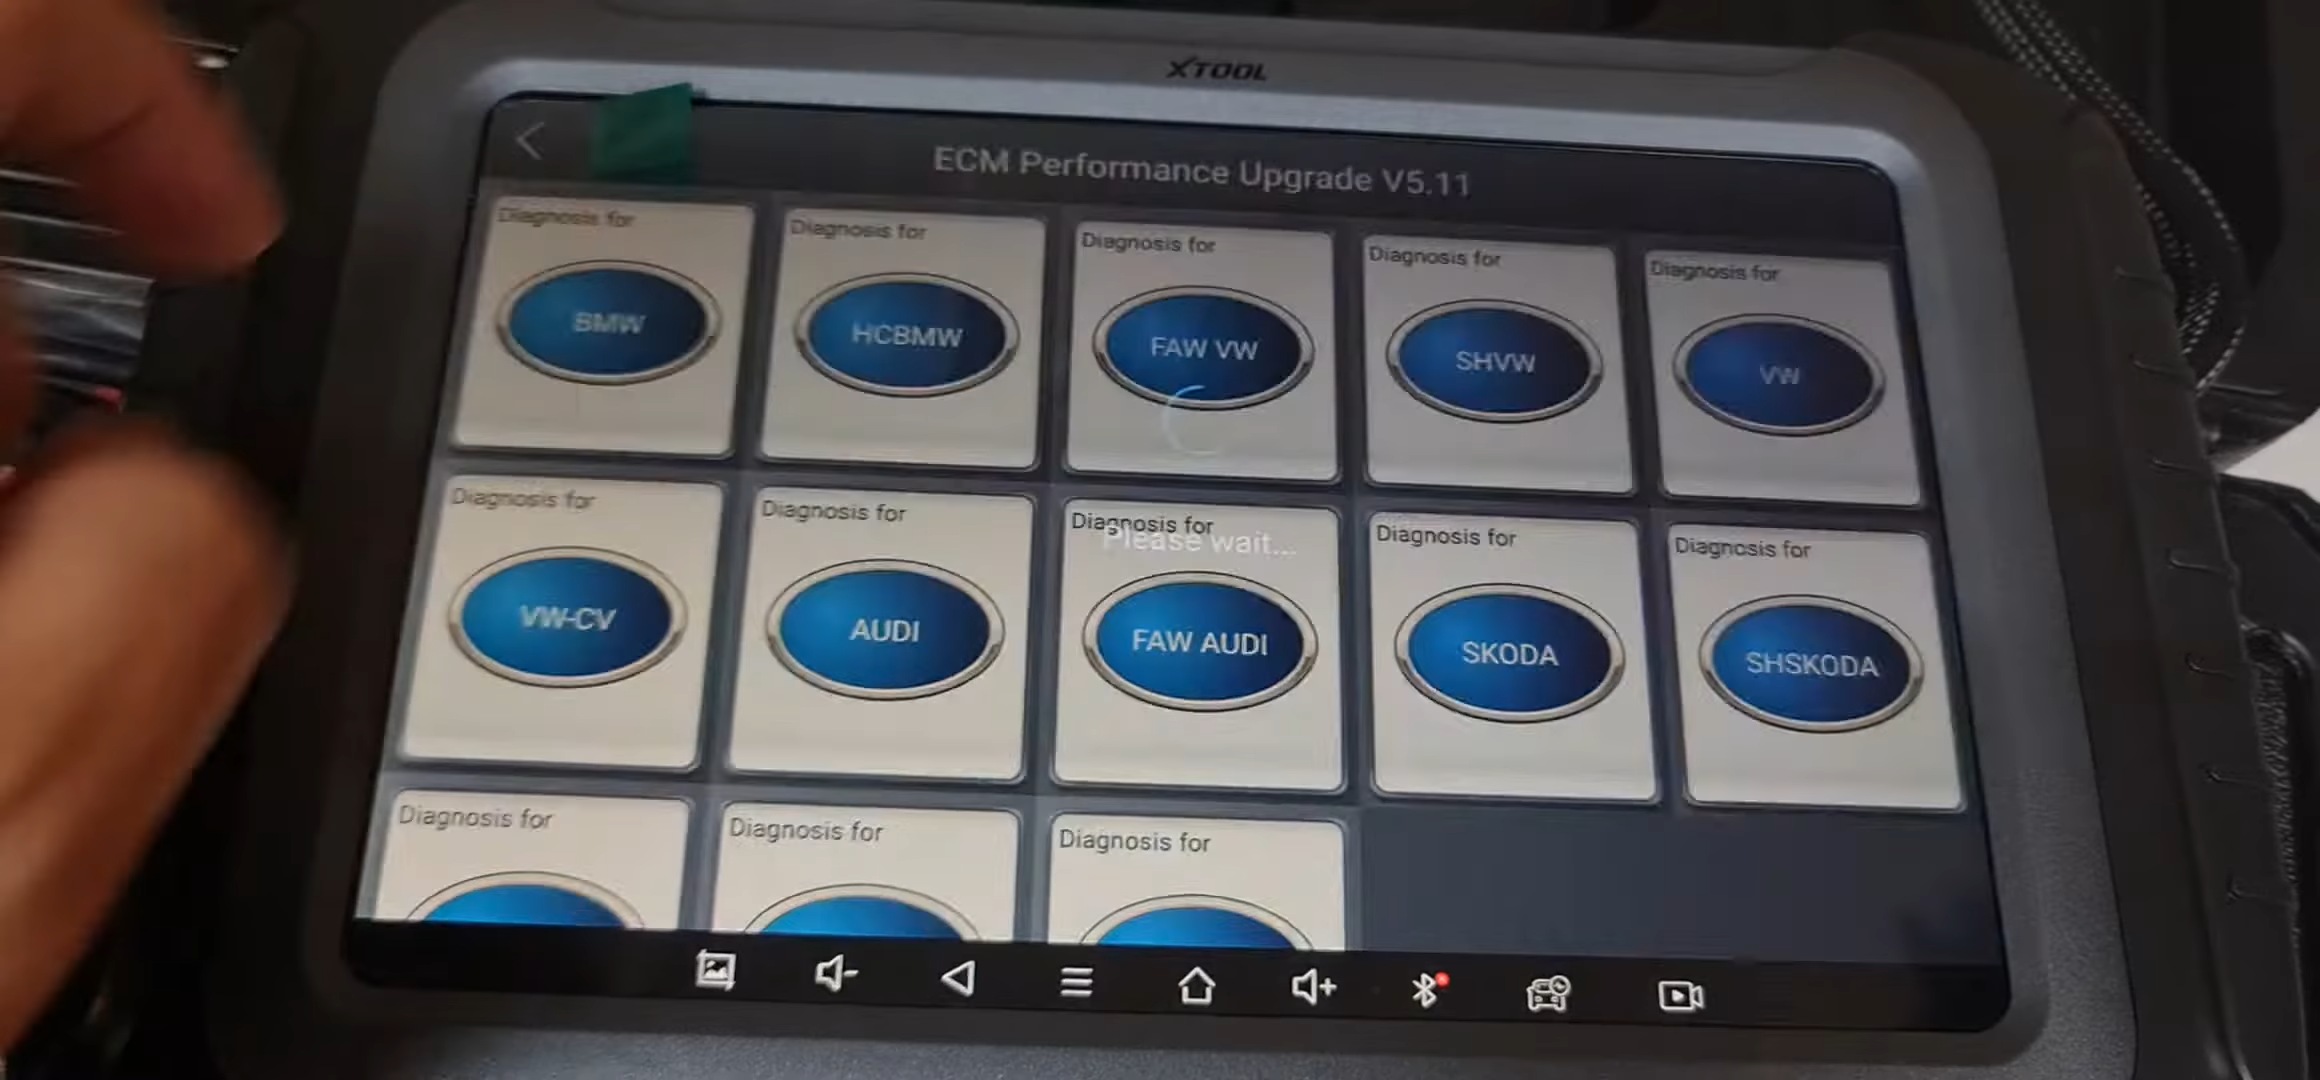 XTOOL
ECM Performance Upgrade V5.11
Diagnosis for
BMW
Diagnosis for
HCBMW
Diagnosis for
FAW VW
Diagnosis for
SHVW
Diagnosis for
VW
Diagnosis for
VW-CV
Diagnosis for
AUDI
Diagnosis for
Please wait...
FAW AUDI
Diagnosis for
SKODA
Diagnosis for
SHSKODA
Diagnosis for
Diagnosis for
Diagnosis for